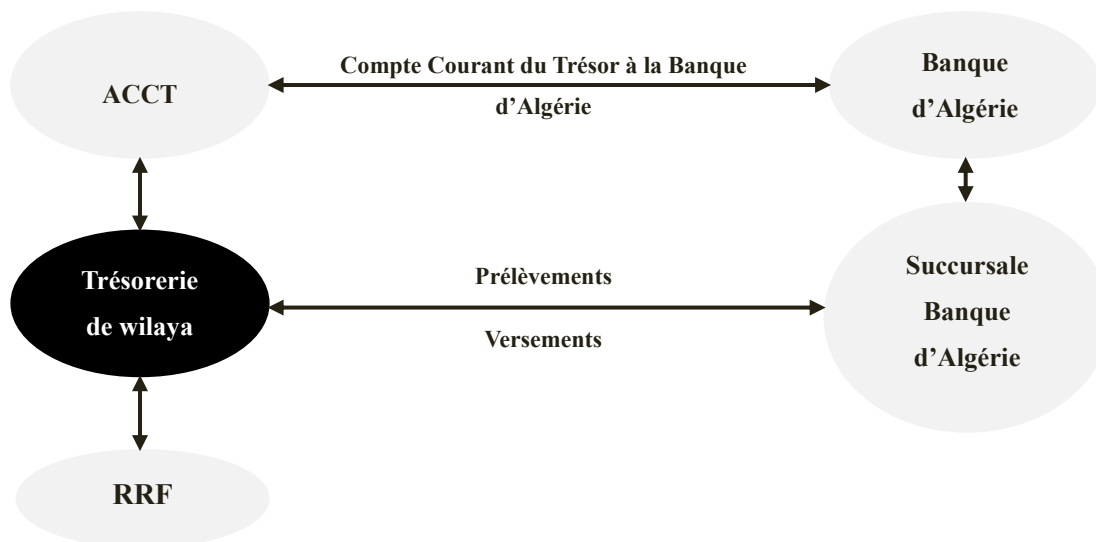 ACCT
Compte Courant du Trésor à la Banque
d’Algérie
Banque
d’Algérie
Trésorerie
de wilaya
Prélèvements
Versements
Succursale
Banque
d’Algérie
RRF